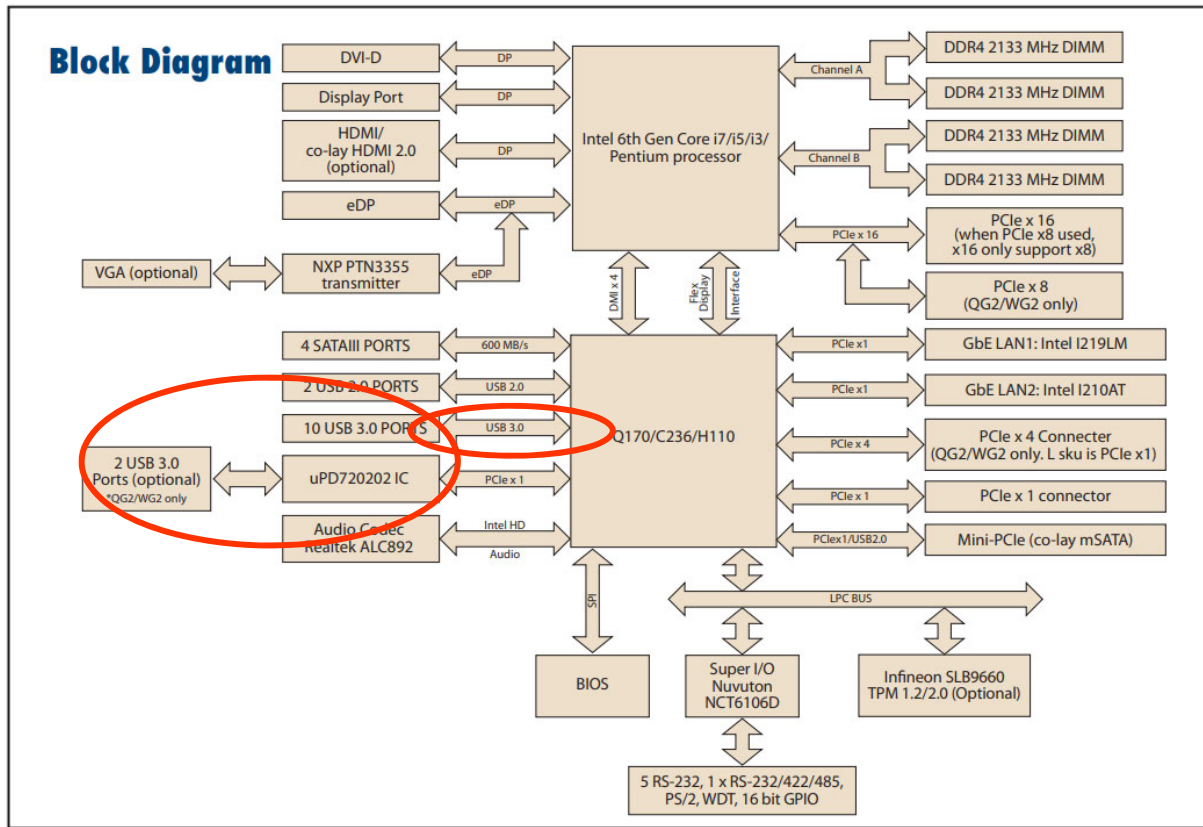 Block Diagram
DVI-D
DP
Display Port
DP
HDMI/
co-lay HDMI 2.0
(optional)
DP
eDP
eDP
VGA (optional)
NXP PTN3355
transmitter
eDP
Intel 6th Gen Core i7/i5/i3/
Pentium processor
Channel A
DDR4 2133 MHz DIMM
DDR4 2133 MHz DIMM
Channel B
DDR4 2133 MHz DIMM
DDR4 2133 MHz DIMM
PCIe x 16
PCIe x 16
(when PCIe x8 used,
x16 only support x8)
PCIe x 8
(QG2/WG2 only)
DMI x 4
Flex
Display
Interface
4 SATAIII PORTS
600 MB/s
2 USB 2.0 PORTS
USB 2.0
10 USB 3.0 PORTS
USB 3.0
2 USB 3.0
Ports (optional)
*QG2/WG2 only
uPD720202 IC
PCIe x 1
Audio Codec
Realtek ALC892
Intel HD
Audio
Q170/C236/H110
PCIe x1
GbE LAN1: Intel I219LM
PCIe x1
GbE LAN2: Intel I210AT
PCIe x 4
PCIe x 4 Connecter
(QG2/WG2 only. L sku is PCIe x1)
PCIe x 1
PCIe x 1 connector
PCIex1/USB2.0
Mini-PCIe (co-lay mSATA)
SPI
LPC BUS
BIOS
Super I/O
Nuvuton
NCT6106D
Infineon SLB9660
TPM 1.2/2.0 (Optional)
5 RS-232, 1 x RS-232/422/485,
PS/2, WDT, 16 bit GPIO